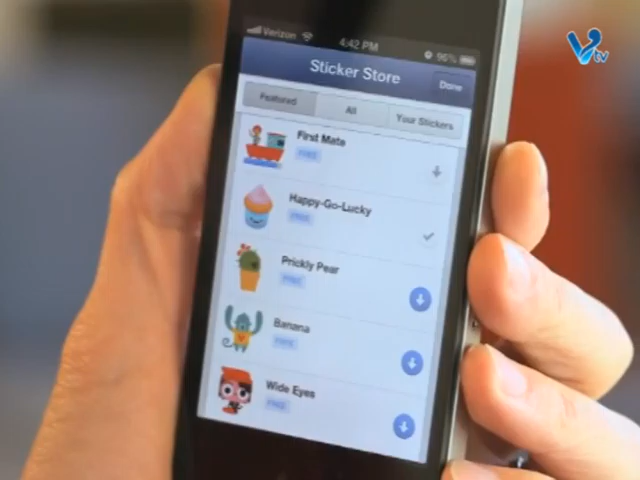 Verizon 4:42 PM 96%
Sticker Store Done
Featured All Your Stickers
First Mate
FREE
Happy-Go-Lucky
FREE
Prickly Pear
FREE
Banana
FREE
Wide Eyes
FREE
V tv